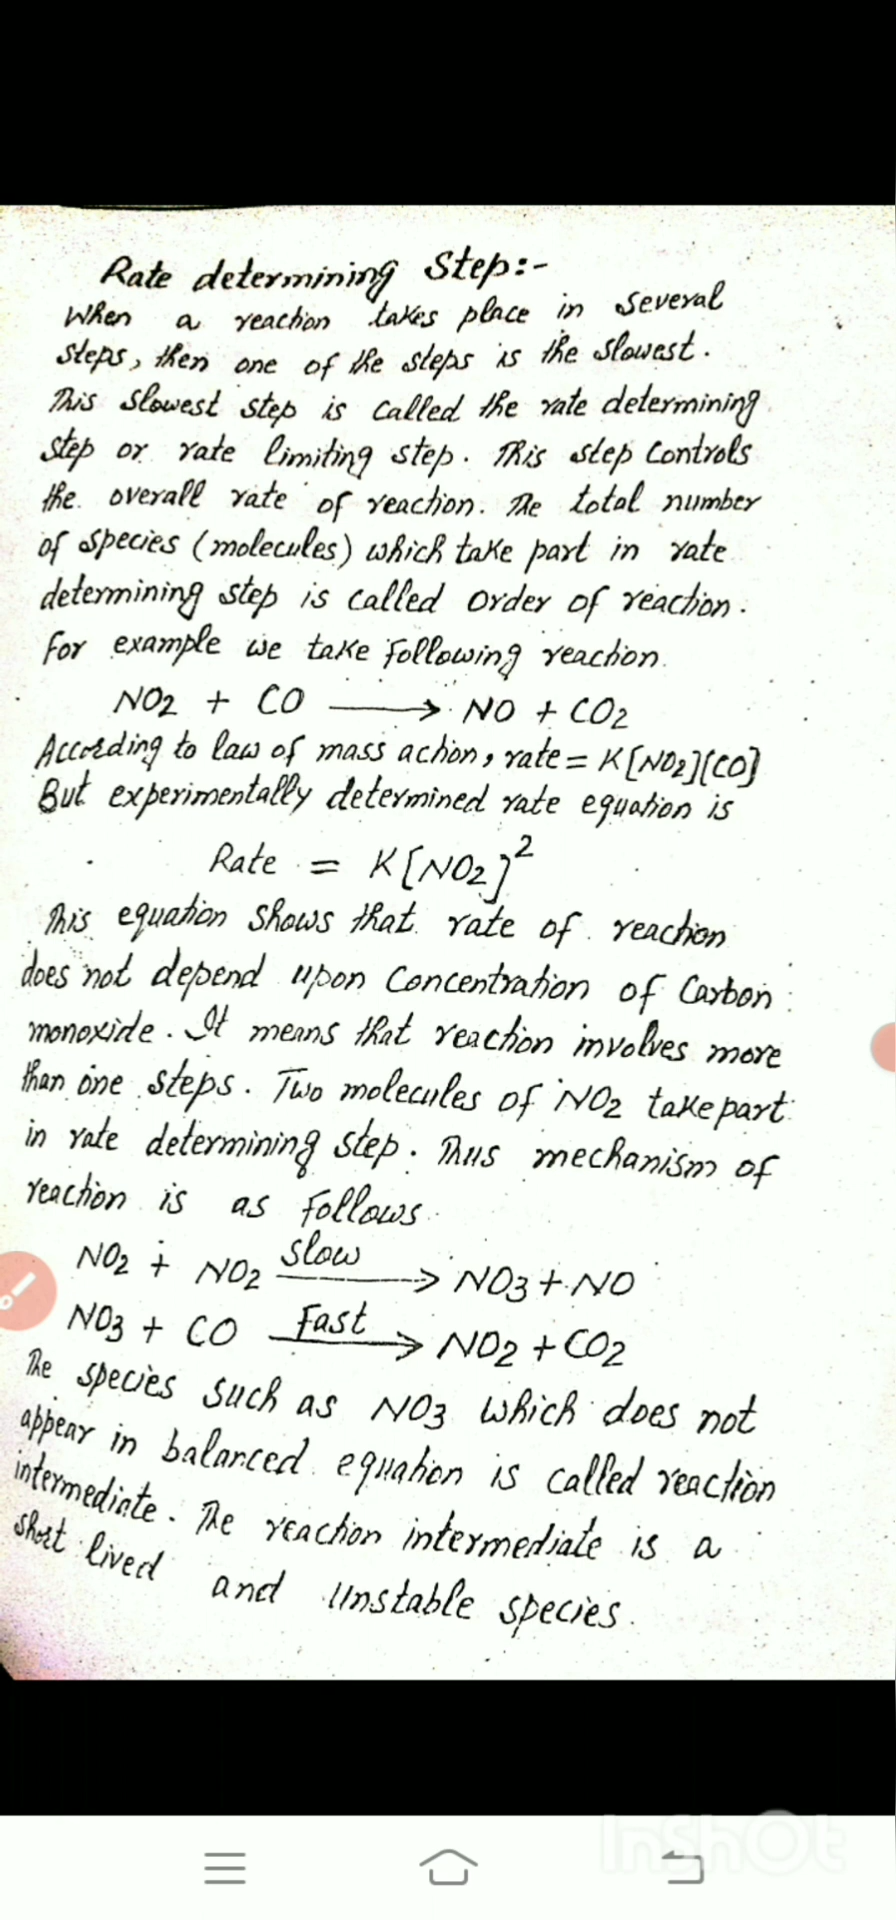 Rate determining Step:-
When a reaction takes place in several
steps, then one of the steps is the slowest.
This slowest step is called the rate determining
step or rate limiting step. This step controls
the overall rate of reaction. The total number
of species (molecules) which take part in rate
determining step is called order of reaction.
For example we take following reaction.
NO2 + CO ⟶ NO + CO2
According to law of mass action, rate = K[NO2][CO]
But experimentally determined rate equation is
Rate = K[NO2]²
This equation shows that rate of reaction
does not depend upon concentration of Carbon
monoxide. It means that reaction involves more
than one steps. Two molecules of NO2 take part
in rate determining step. Thus mechanism of
reaction is as follows.
NO2 + NO2 Slow ⟶ NO3 + NO
NO3 + CO Fast ⟶ NO2 + CO2
The species such as NO3 which does not
appear in balanced equation is called reaction
intermediate. The reaction intermediate is a
short lived and unstable species.
InShOt